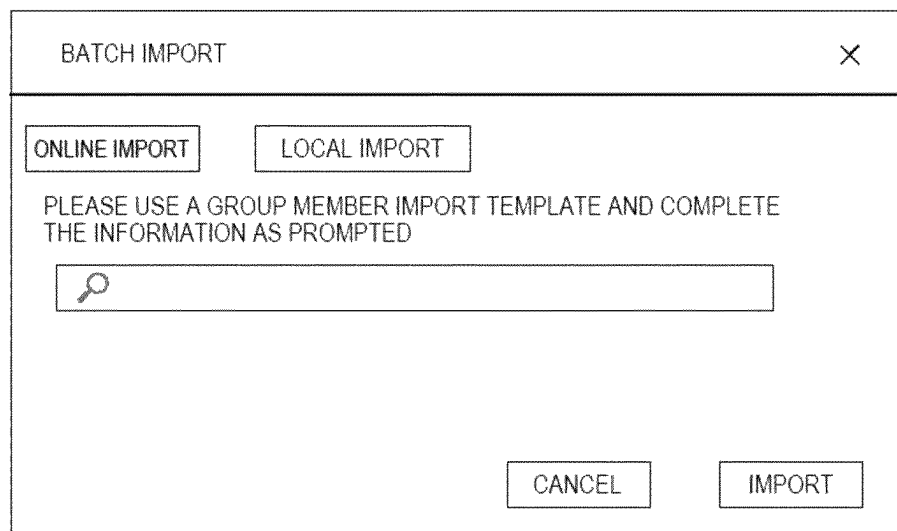 BATCH IMPORT
ONLINE IMPORT
LOCAL IMPORT
PLEASE USE A GROUP MEMBER IMPORT TEMPLATE AND COMPLETE
THE INFORMATION AS PROMPTED
CANCEL
IMPORT